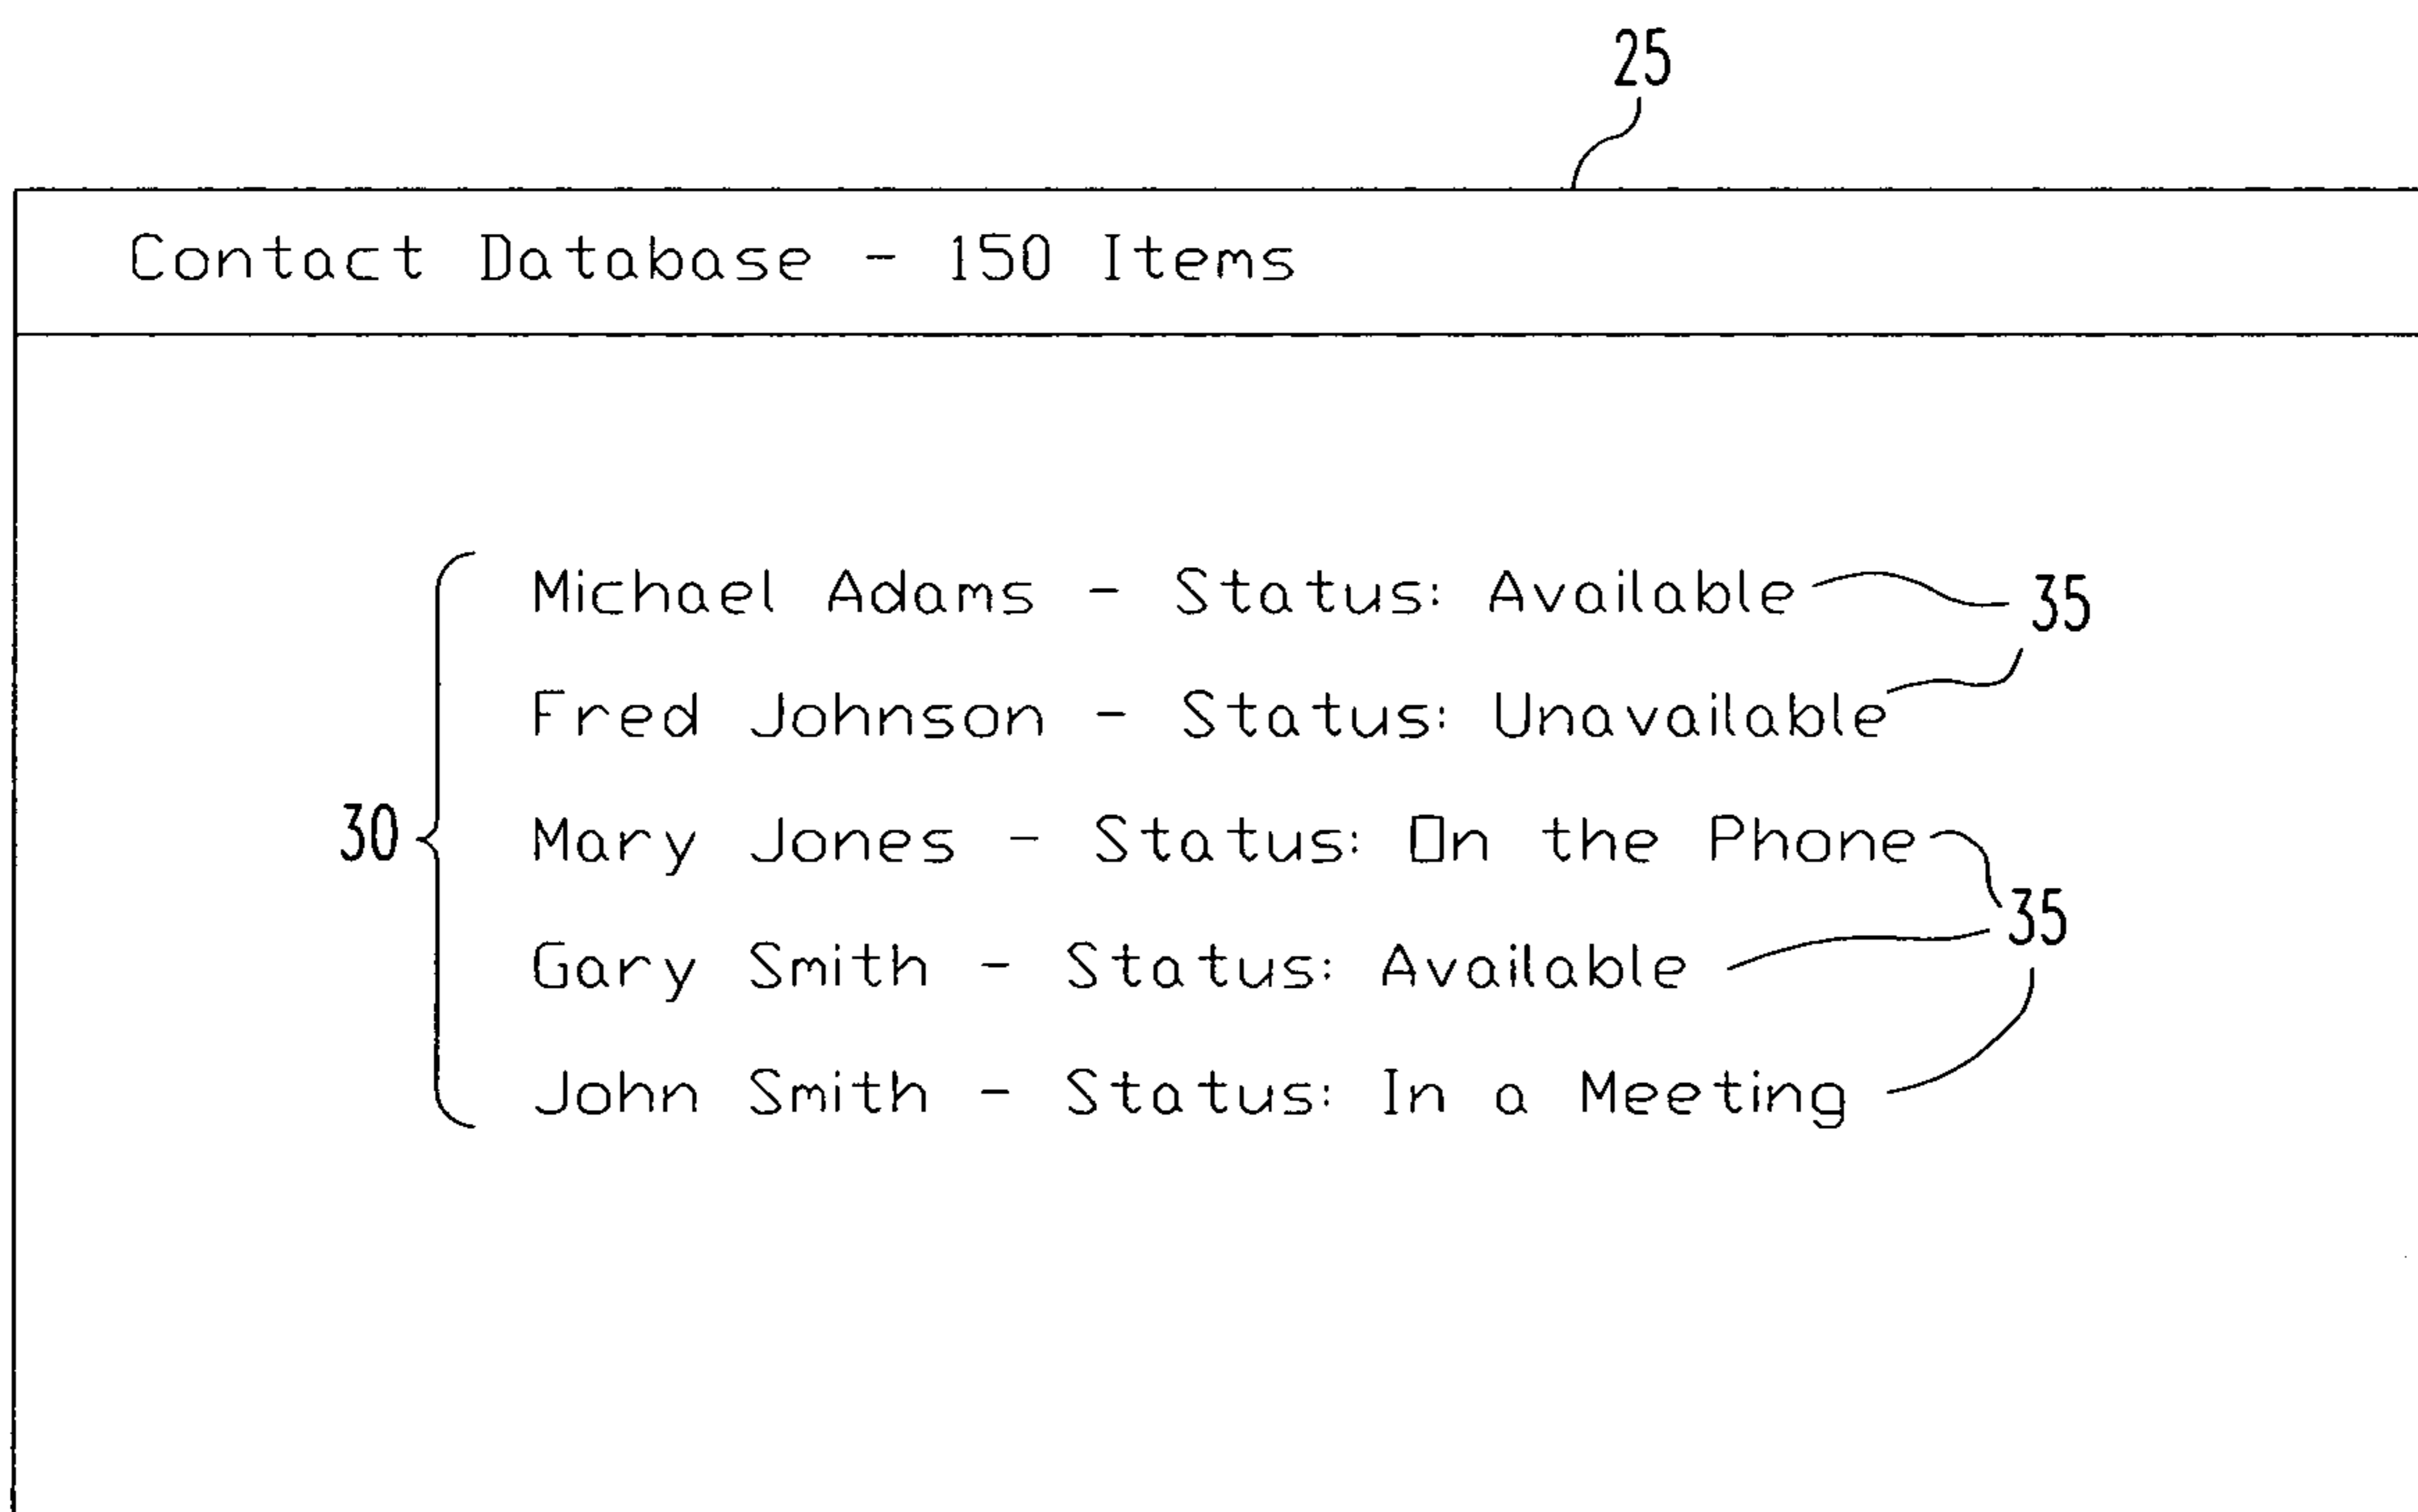 25
Contact Database - 150 Items
Michael Adams - Status: Available
35
Fred Johnson - Status: Unavailable
30
Mary Jones - Status: On the Phone
35
Gary Smith - Status: Available
John Smith - Status: In a Meeting